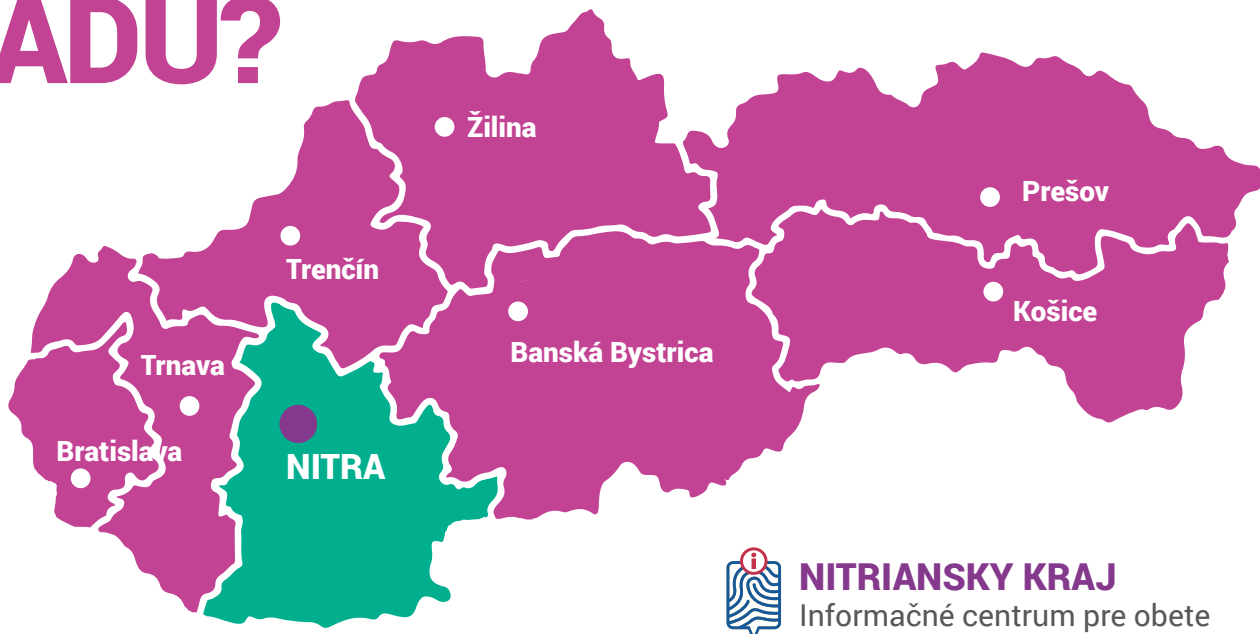 ADU?
Žilina
Prešov
Trenčín
Košice
Banská Bystrica
Trnava
Bratislava
NITRA
NITRIANSKY KRAJ
Informačné centrum pre obete